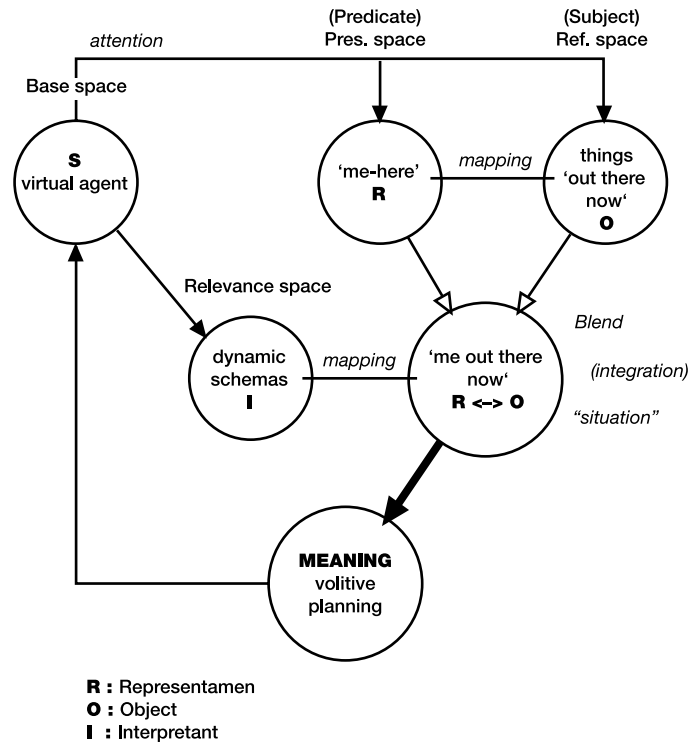 (Predicate)
Pres. space
(Subject)
Ref. space
attention
Base space
S
virtual agent
‘me-here’
R
mapping
things
‘out there
now‘
O
Relevance space
dynamic
schemas
I
mapping
‘me out there
now‘
R <–> O
Blend
(integration)
“situation”
MEANING
volitive
planning
R : Representamen
O : Object
I : Interpretant